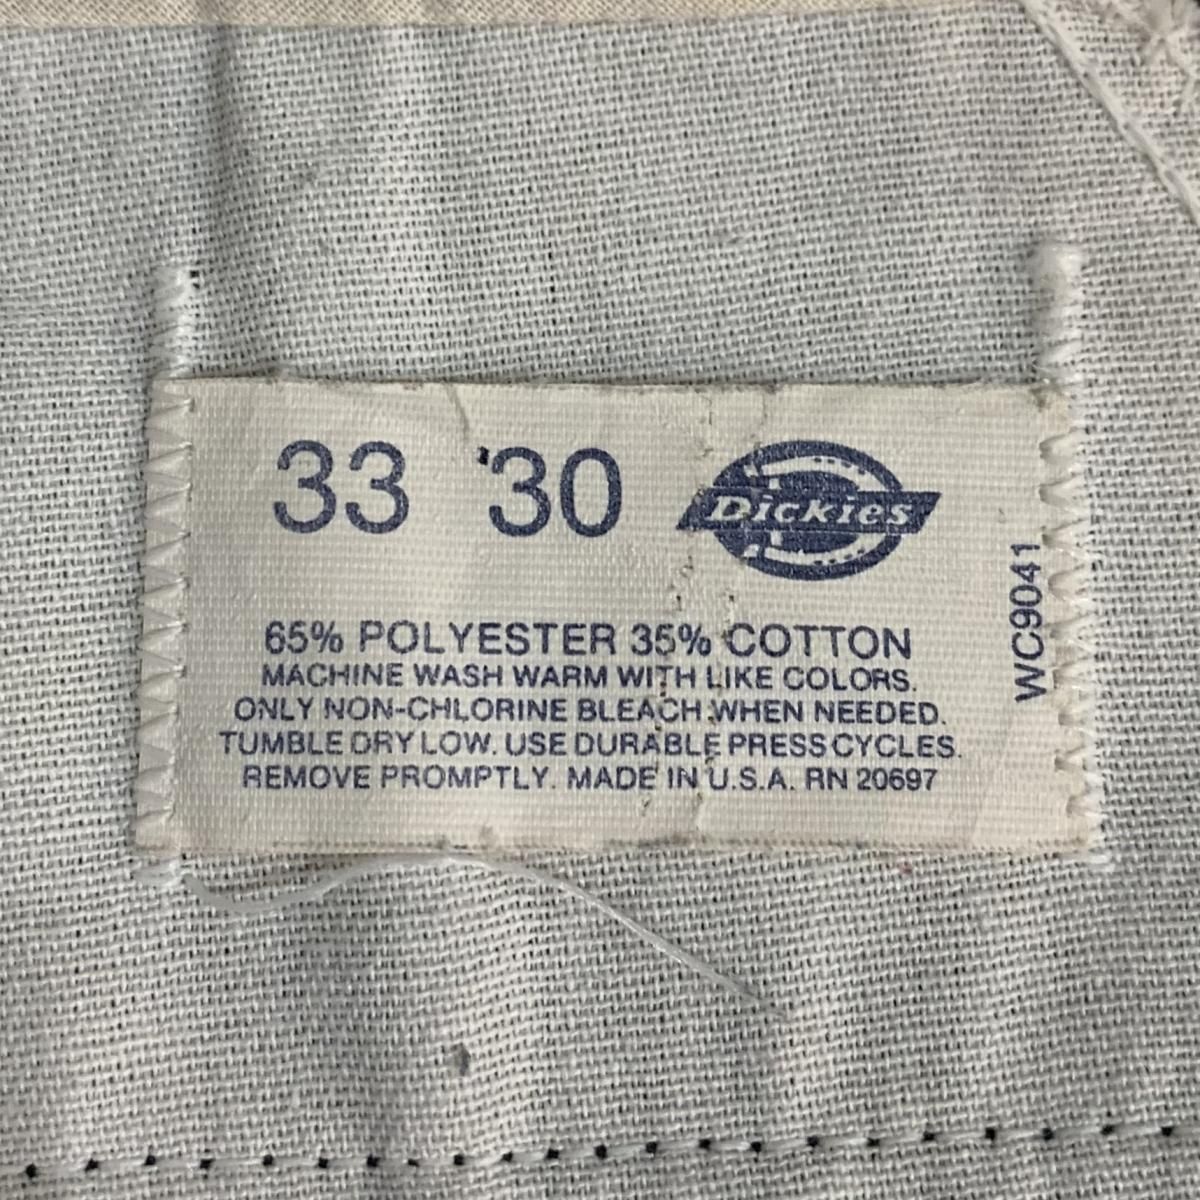 33 '30
Dickies
WC9041
65% POLYESTER 35% COTTON
MACHINE WASH WARM WITH LIKE COLORS.
ONLY NON-CHLORINE BLEACH WHEN NEEDED.
TUMBLE DRY LOW. USE DURABLE PRESS CYCLES.
REMOVE PROMPTLY. MADE IN U.S.A. RN 20697